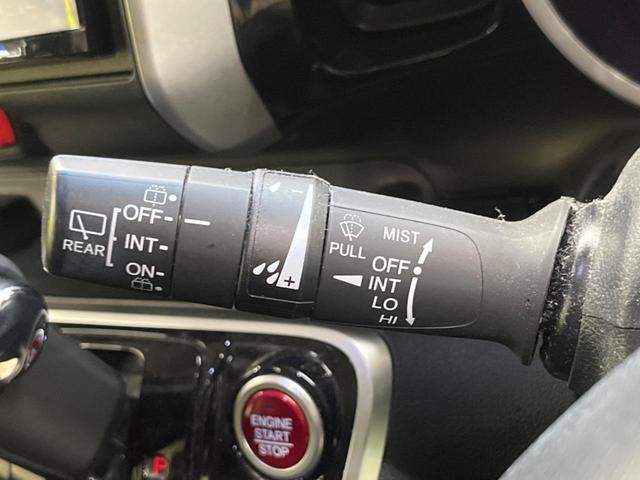 OFF
REAR
INT
ON
- 
+
PULL
MIST
OFF
INT
LO
HI
ENGINE
START
STOP
P